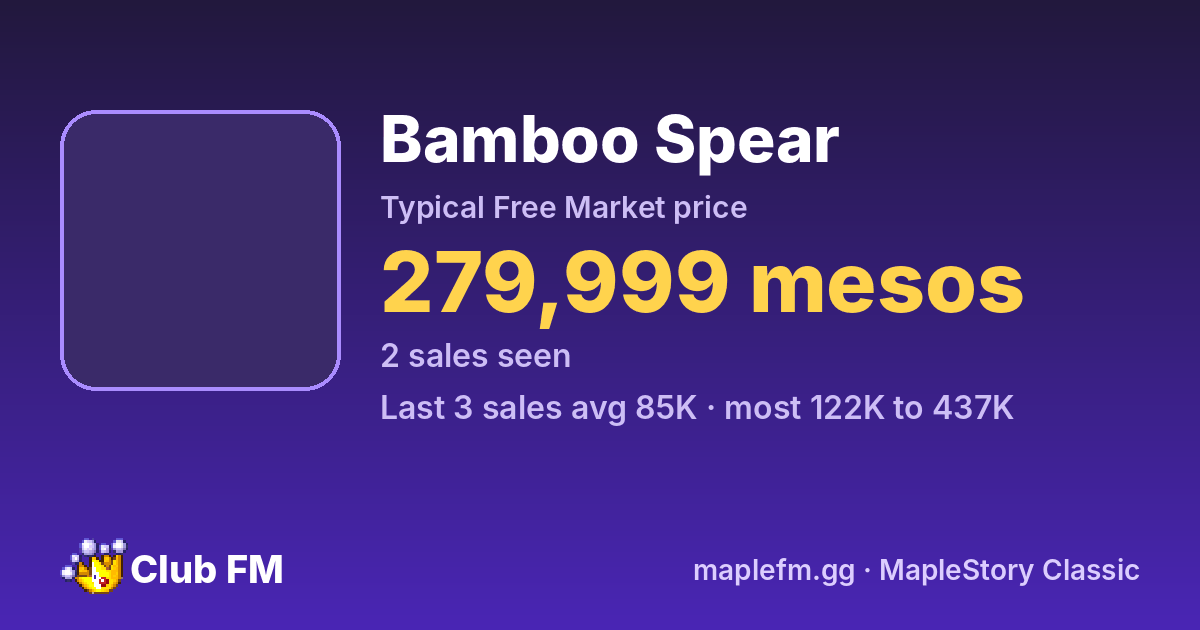 Bamboo Spear
Typical Free Market price
279,999 mesos
2 sales seen
Last 3 sales avg 85K · most 122K to 437K
Club FM
maplefm.gg · MapleStory Classic